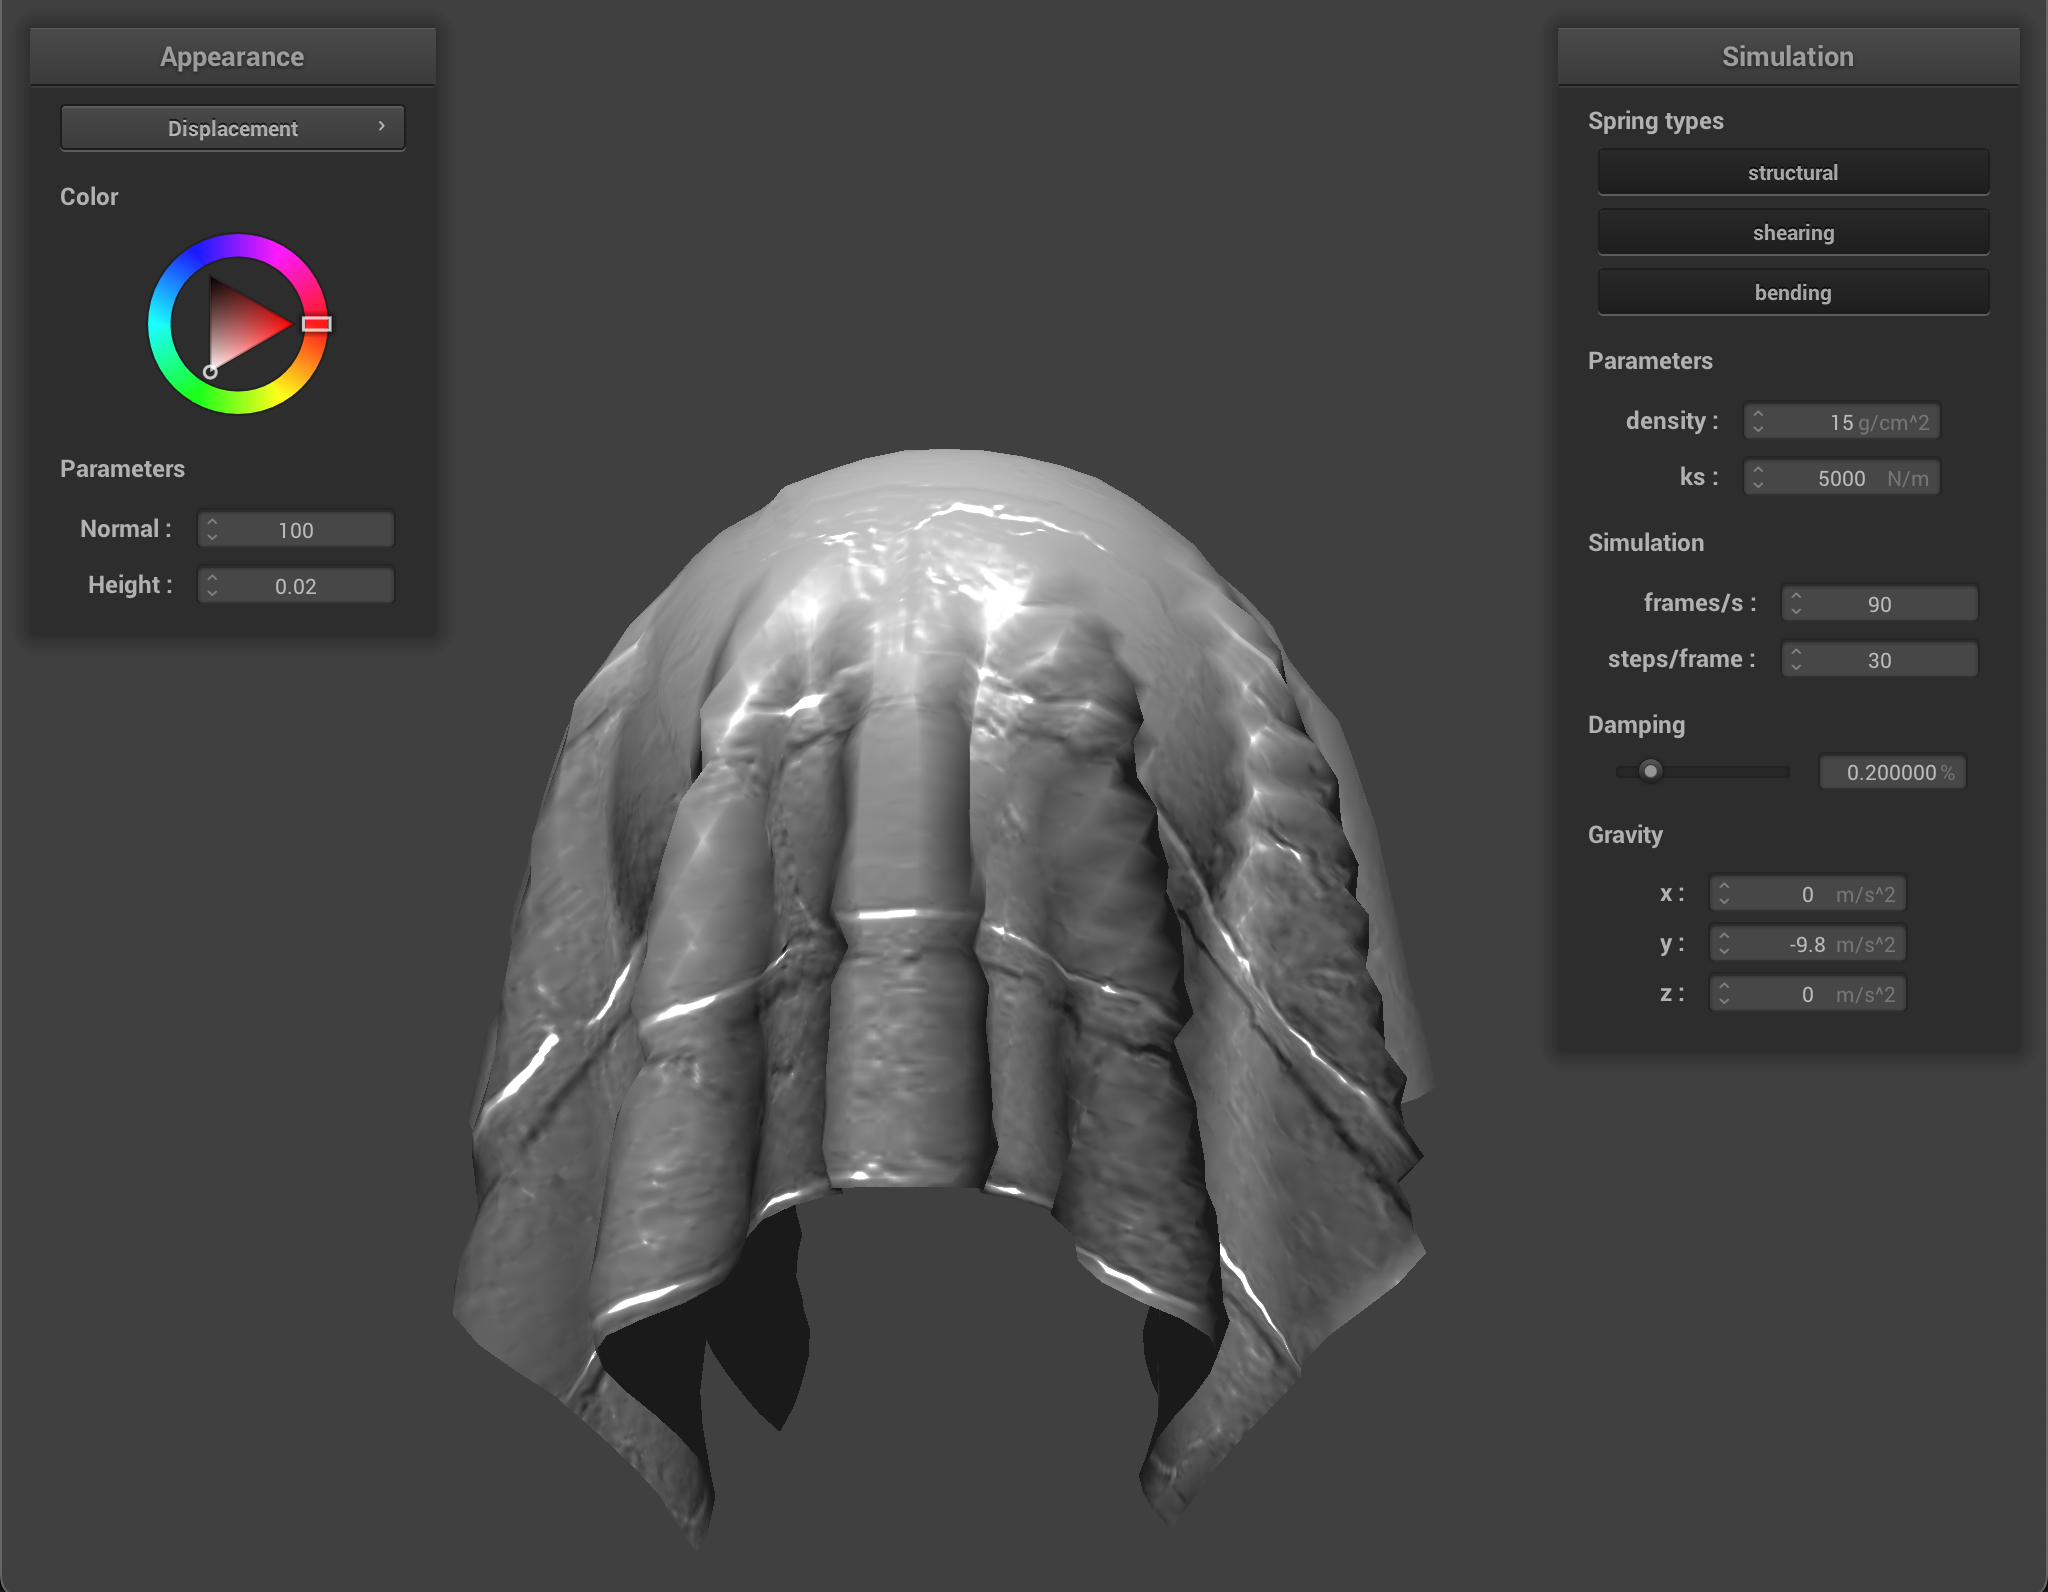 Appearance
Displacement
Color
Parameters
Normal : 100
Height : 0.02
Simulation
Spring types
structural
shearing
bending
Parameters
density : 15 g/cm^2
ks : 5000 N/m
Simulation
frames/s : 90
steps/frame : 30
Damping
0.200000 %
Gravity
x : 0 m/s^2
y : -9.8 m/s^2
z : 0 m/s^2